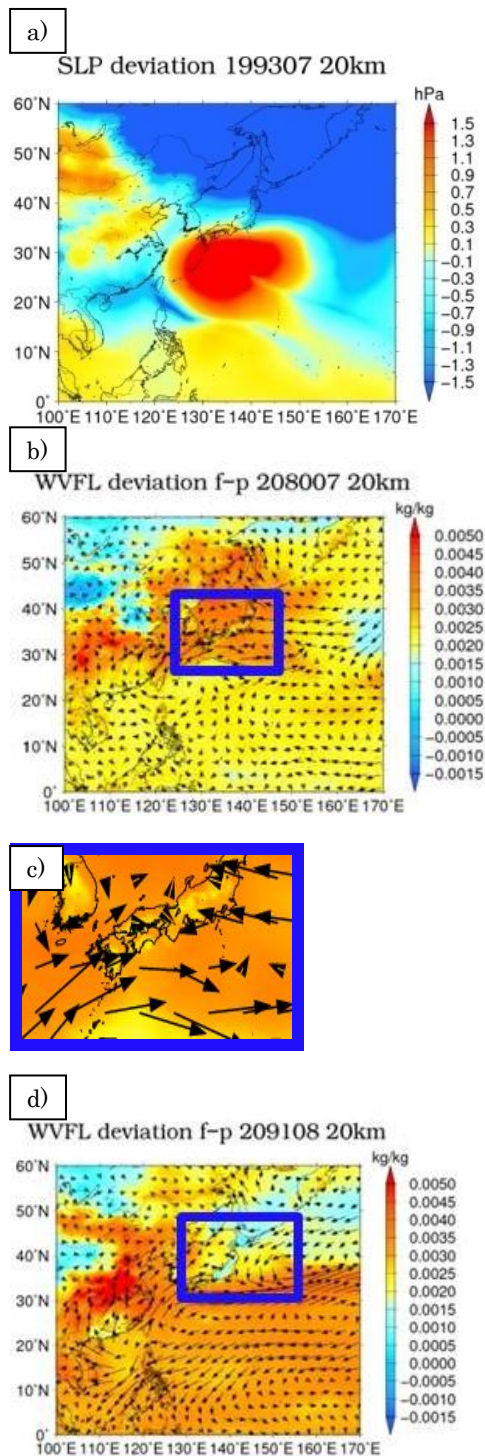 a)
SLP deviation 199307 20km
hPa
60˚N
50˚N
40˚N
30˚N
20˚N
10˚N
0˚
1.5
1.3
1.1
0.9
0.7
0.5
0.3
0.1
−0.1
−0.3
−0.5
−0.7
−0.9
−1.1
−1.3
−1.5
100˚E 110˚E 120˚E 130˚E 140˚E 150˚E 160˚E 170˚E
b)
WVFL deviation f−p 208007 20km
kg/kg
60˚N
50˚N
40˚N
30˚N
20˚N
10˚N
0˚
0.0050
0.0045
0.0040
0.0035
0.0030
0.0025
0.0020
0.0015
0.0010
0.0005
0.0000
−0.0005
−0.0010
−0.0015
100˚E 110˚E 120˚E 130˚E 140˚E 150˚E 160˚E 170˚E
c)
d)
WVFL deviation f−p 209108 20km
kg/kg
60˚N
50˚N
40˚N
30˚N
20˚N
10˚N
0˚
0.0050
0.0045
0.0040
0.0035
0.0030
0.0025
0.0020
0.0015
0.0010
0.0005
0.0000
−0.0005
−0.0010
−0.0015
100˚E 110˚E 120˚E 130˚E 140˚E 150˚E 160˚E 170˚E